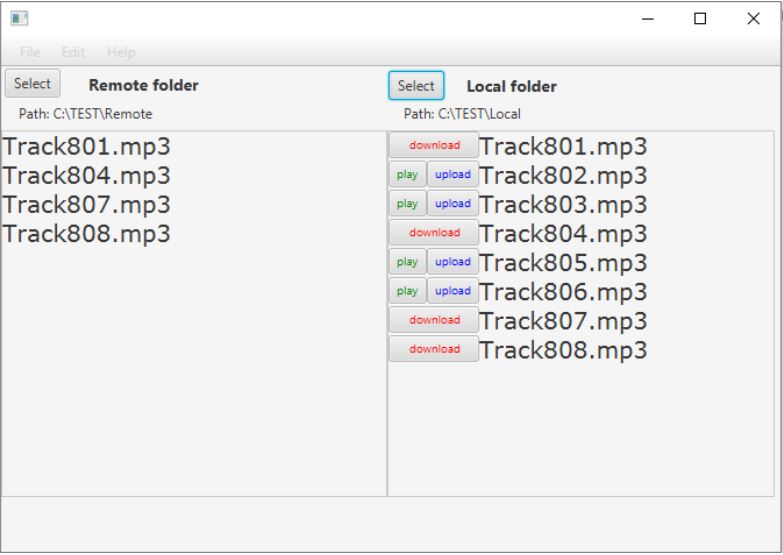 File Edit Help
Select Remote folder
Path: C:\TEST\Remote
Track801.mp3
Track804.mp3
Track807.mp3
Track808.mp3
Select Local folder
Path: C:\TEST\Local
download Track801.mp3
play upload Track802.mp3
play upload Track803.mp3
download Track804.mp3
play upload Track805.mp3
play upload Track806.mp3
download Track807.mp3
download Track808.mp3